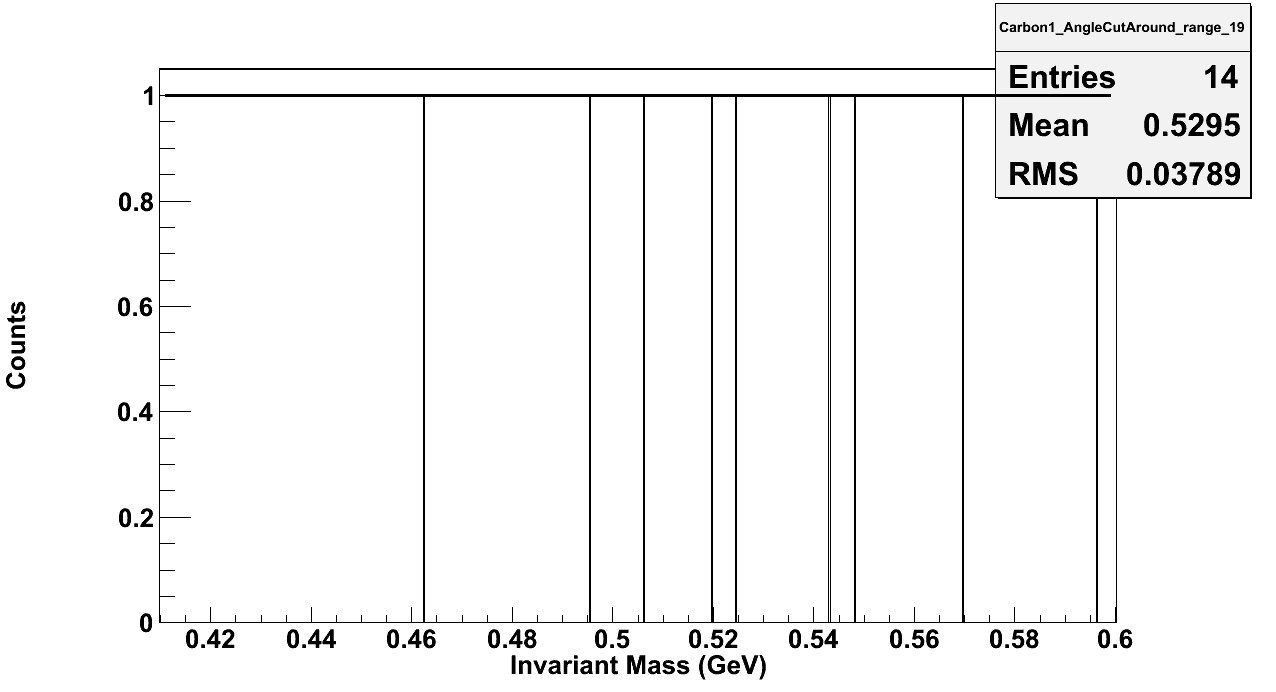 Carbon1_AngleCutAround_range_19
Entries 14
Mean 0.5295
RMS 0.03789
1
0.8
0.6
0.4
0.2
0
Counts
0.42 0.44 0.46 0.48 0.5 0.52 0.54 0.56 0.58 0.6
Invariant Mass (GeV)